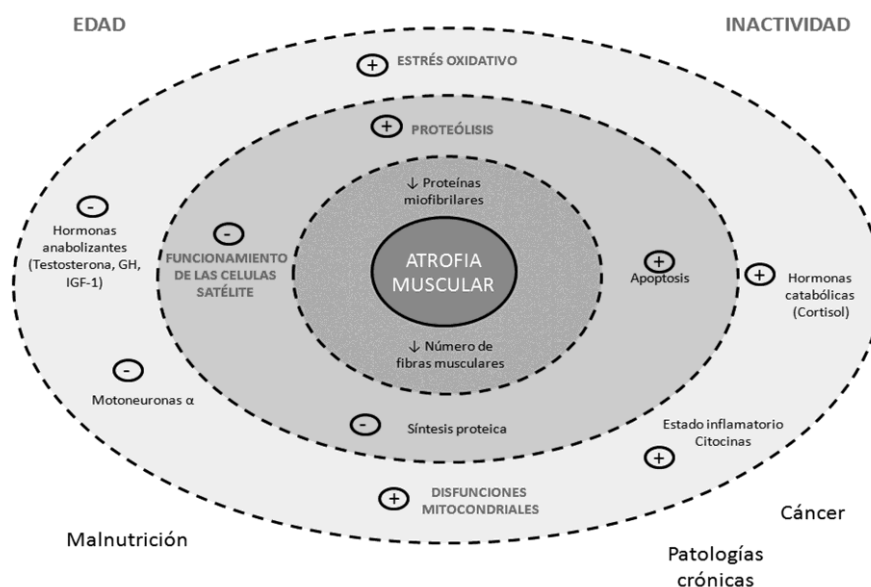 EDAD
INACTIVIDAD
+
ESTRÉS OXIDATIVO
+
PROTEÓLISIS
↓ Proteínas
miofibrilares
-
Hormonas
anabolizantes
(Testosterona, GH,
IGF-1)
-
FUNCIONAMIENTO
DE LAS CELULAS
SATÉLITE
ATROFIA
MUSCULAR
+
Apoptosis
+
Hormonas
catabólicas
(Cortisol)
↓ Número de
fibras musculares
-
Motoneuronas α
-
Síntesis proteica
Estado inflamatorio
Citocinas
+
+
DISFUNCIONES
MITOCONDRIALES
Malnutrición
Cáncer
Patologías
crónicas